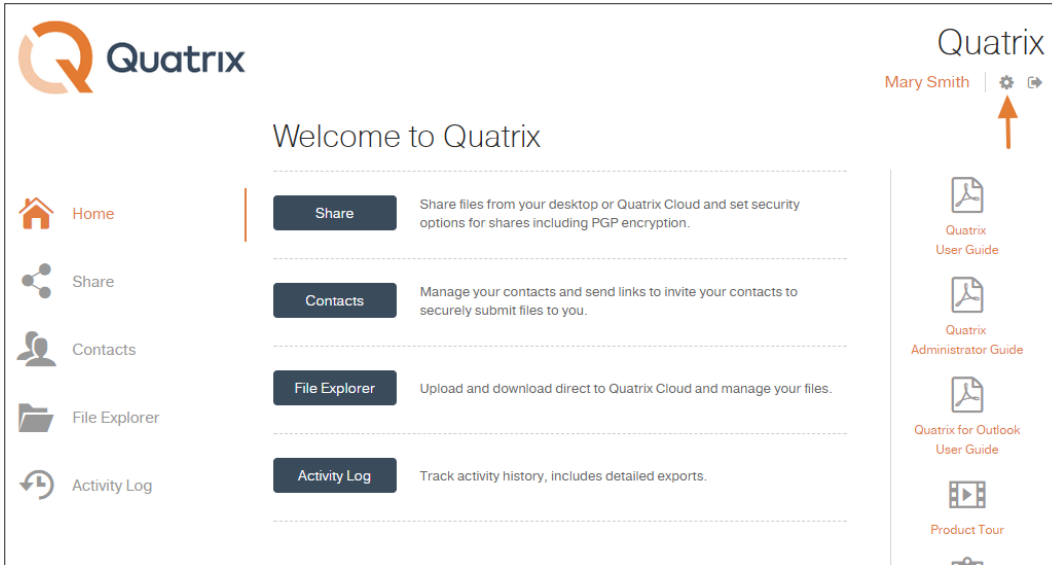 Quatrix
Quatrix
Mary Smith
Welcome to Quatrix
Home
Share
Contacts
File Explorer
Activity Log
Share
Share files from your desktop or Quatrix Cloud and set security
options for shares including PGP encryption.
Contacts
Manage your contacts and send links to invite your contacts to
securely submit files to you.
File Explorer
Upload and download direct to Quatrix Cloud and manage your files.
Activity Log
Track activity history, includes detailed exports.
Quatrix
User Guide
Quatrix
Administrator Guide
Quatrix for Outlook
User Guide
Product Tour